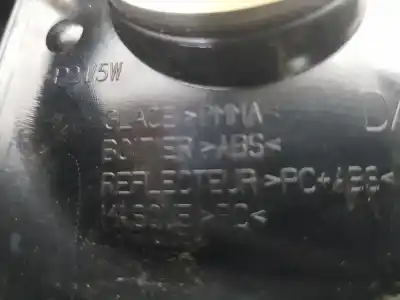 P21/5W
GLACE >PMMA<
BOITIER >ABS<
REFLECTEUR >PC+ABS<
MASQUE >PC<